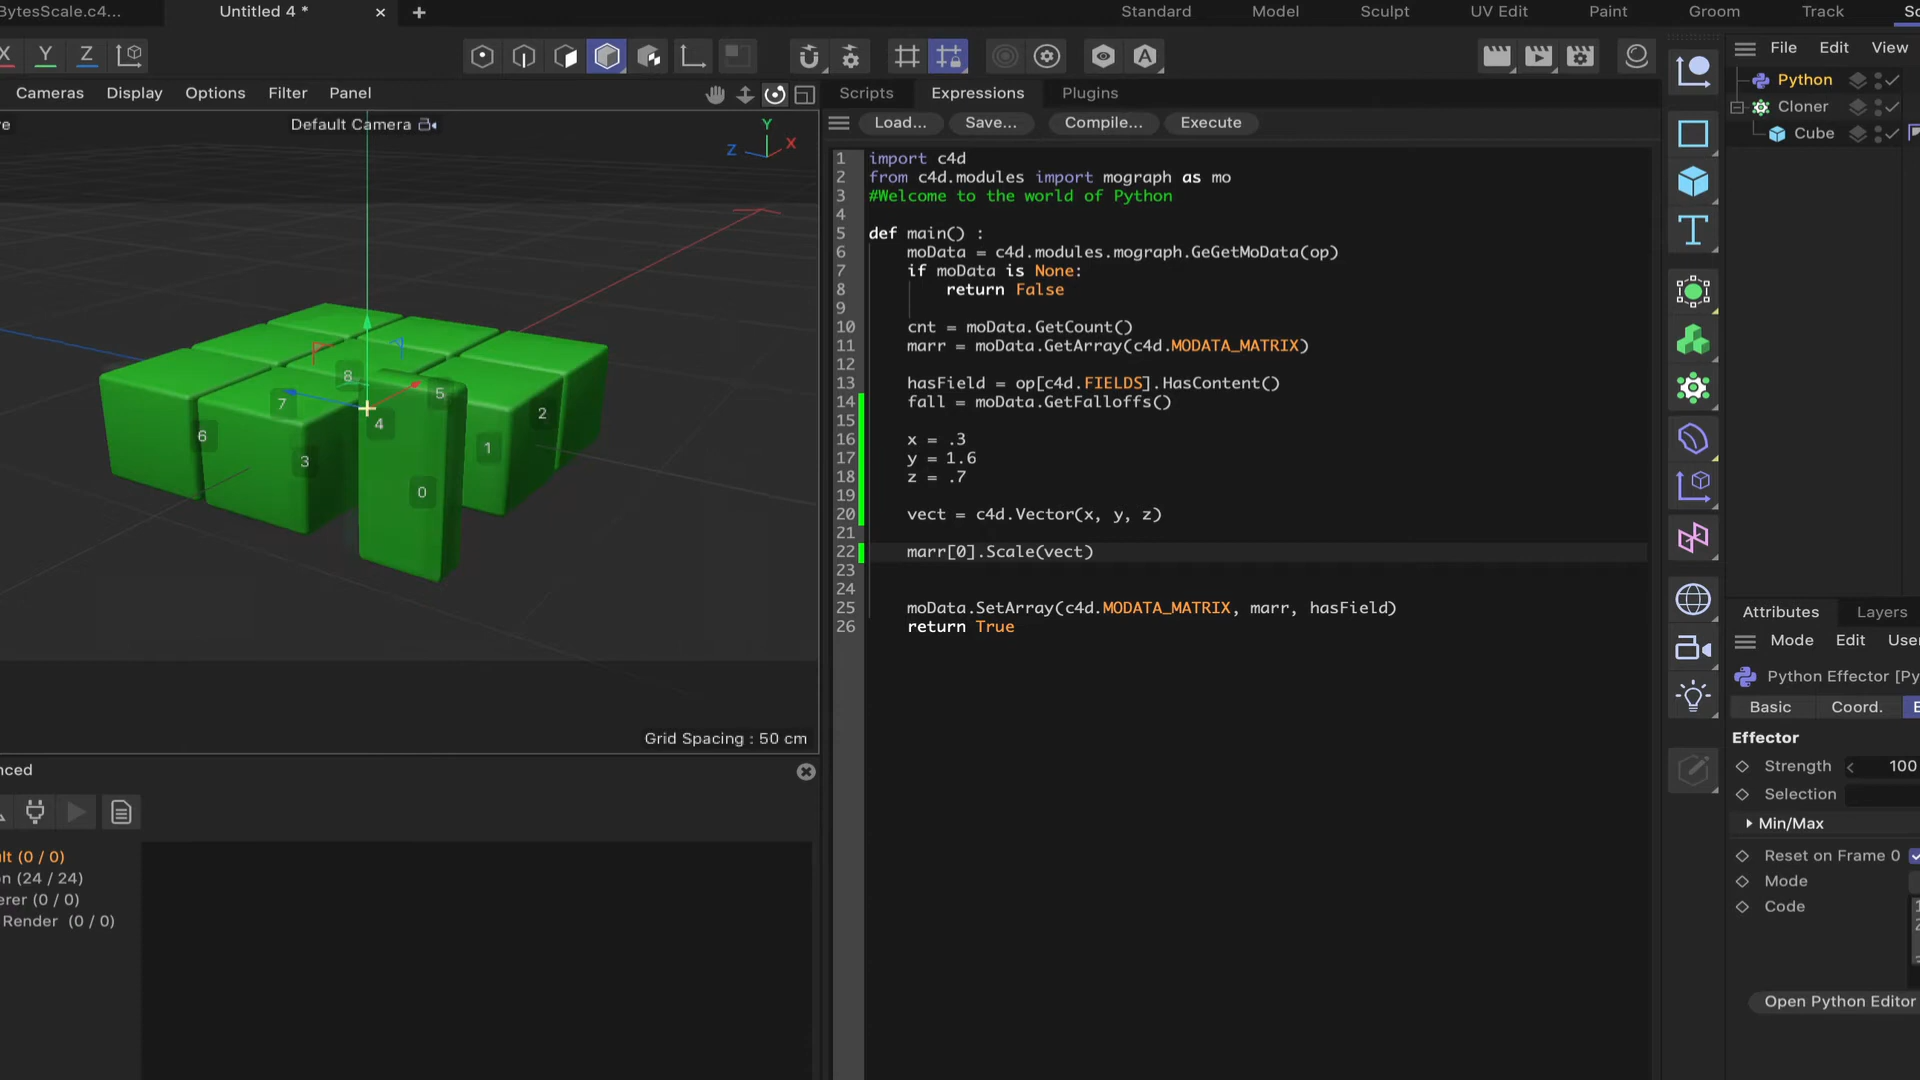 BytesScale.c4...
Untitled 4 *
Standard
Model
Sculpt
UV Edit
Paint
Groom
Track
X
Y
Z
File
Edit
View
Cameras
Display
Options
Filter
Panel
Scripts
Expressions
Plugins
Default Camera
Load...
Save...
Compile...
Execute
Python
Cloner
Cube
Y
Z
X
1 import c4d
2 from c4d.modules import mograph as mo
3 #Welcome to the world of Python
4
5 def main() :
6 moData = c4d.modules.mograph.GeGetMoData(op)
7 if moData is None:
8 return False
9
10 cnt = moData.GetCount()
11 marr = moData.GetArray(c4d.MODATA_MATRIX)
12
13 hasField = op[c4d.FIELDS].HasContent()
14 fall = moData.GetFalloffs()
15
16 x = .3
17 y = 1.6
18 z = .7
19
20 vect = c4d.Vector(x, y, z)
21
22 marr[0].Scale(vect)
23
24
25 moData.SetArray(c4d.MODATA_MATRIX, marr, hasField)
26 return True
8
5
7
4
2
6
3
1
0
Grid Spacing : 50 cm
nced
lt (0 / 0)
n (24 / 24)
erer (0 / 0)
Render (0 / 0)
Attributes
Layers
Mode
Edit
User
Python Effector [Py
Basic
Coord.
Effector
Strength
100
Selection
Min/Max
Reset on Frame 0
Mode
Code
Open Python Editor